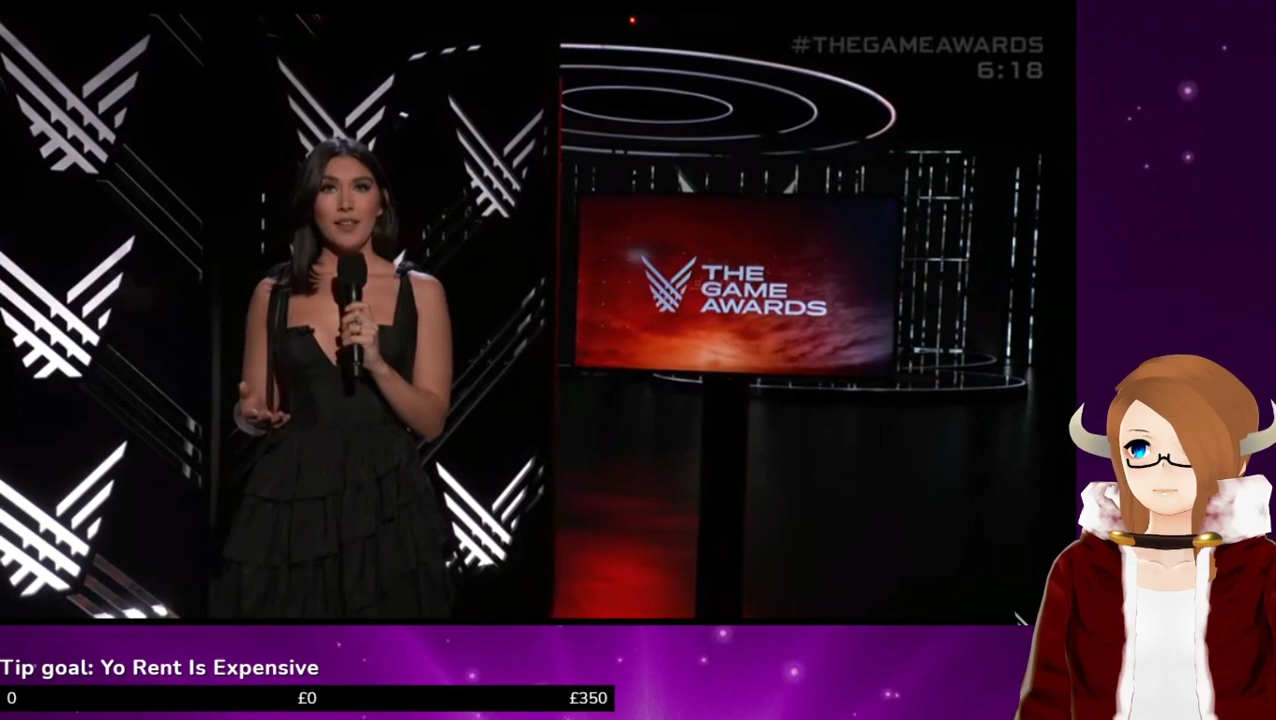 #THEGAMEAWARDS
6:18
THE
GAME
AWARDS
Tip goal: Yo Rent Is Expensive
0 £0 £350